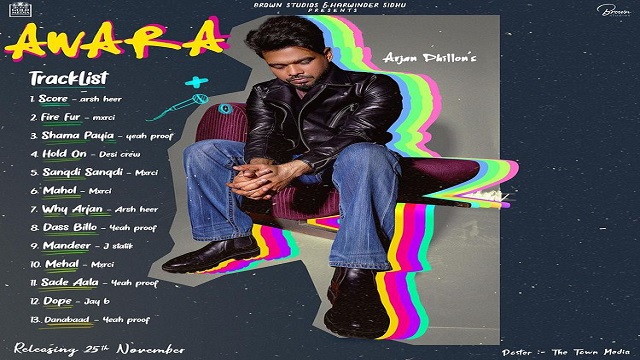 BROWN STUDIOS & HARWINDER SIDHU
PRESENTS
Brown
AWARA
Arjan Dhillon's
TrackList
1. Score - arsh heer
2. Fire Fur - mxrci
3. Shama Payia - yeah proof
4. Hold On - Desi crew
5. Sanqdi Sanqdi - Mxrci
6. Mahol - Mxrci
7. Why Arjan - Arsh heer
8. Dass Billo - Yeah proof
9. Mandeer - J statik
10. Mehal - Mxrci
11. Sade Aala - Yeah proof
12. Dope - Jay b
13. Danabaad - Yeah proof
Releasing 25th November
Poster :- The Town Media